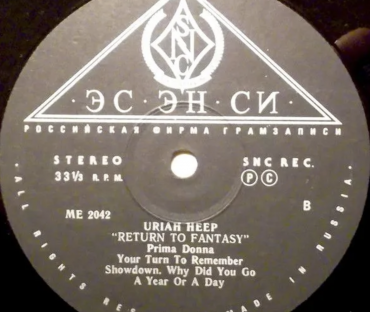 SNC
· ЭС · ЭН · СИ ·
РОССИЙСКАЯ ФИРМА ГРАМЗАПИСИ
STEREO
33⅓ R.P.M.
SNC REC.
Ⓟ Ⓒ
ME 2042
B
URIAH HEEP
"RETURN TO FANTASY"
Prima Donna
Your Turn To Remember
Showdown. Why Did You Go
A Year Or A Day
· ALL RIGHTS RES
MADE IN RUSSIA.